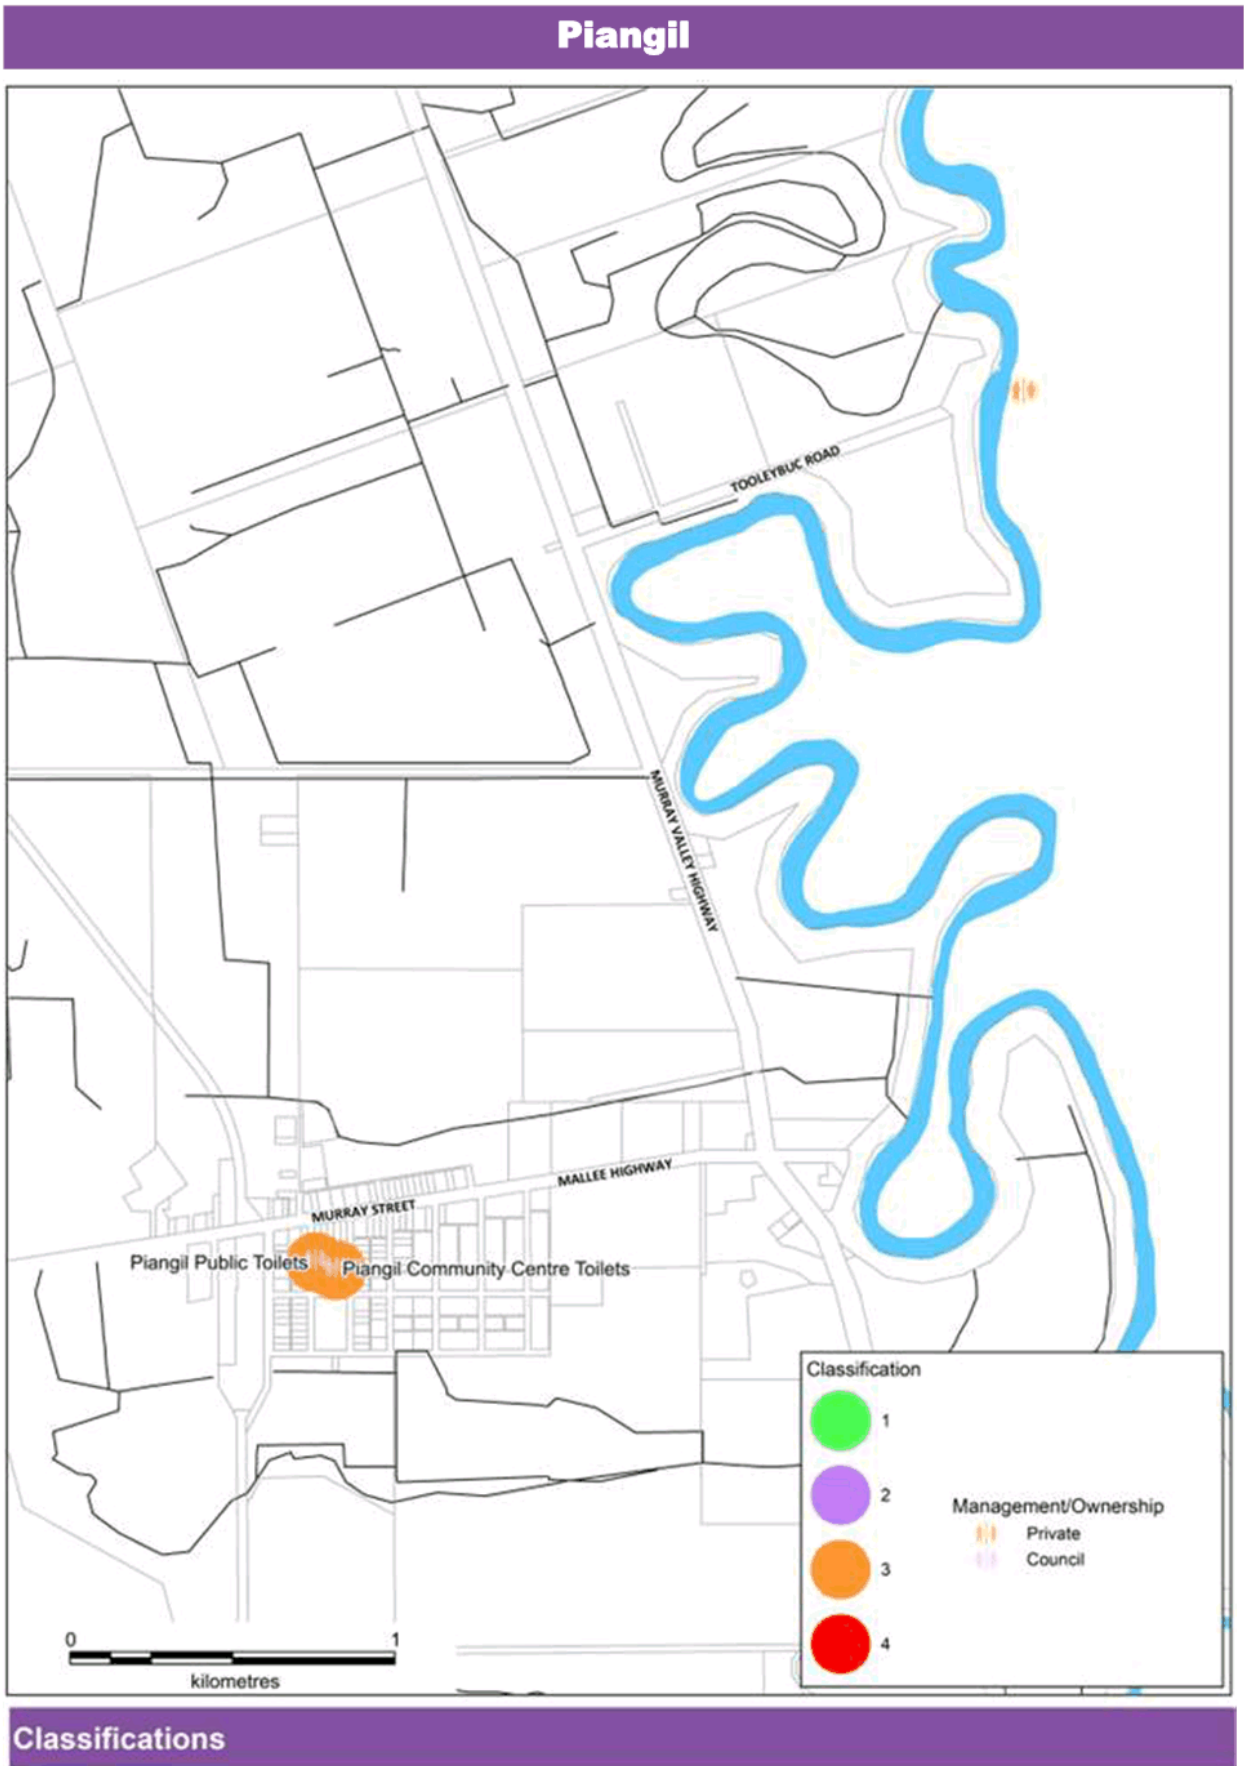 Piangil
TOOLEYBUC ROAD
MURRAY VALLEY HIGHWAY
MALLEE HIGHWAY
MURRAY STREET
Piangil Public Toilets
Piangil Community Centre Toilets
Classification
1
2
3
4
Management/Ownership
Private
Council
0 1
kilometres
Classifications